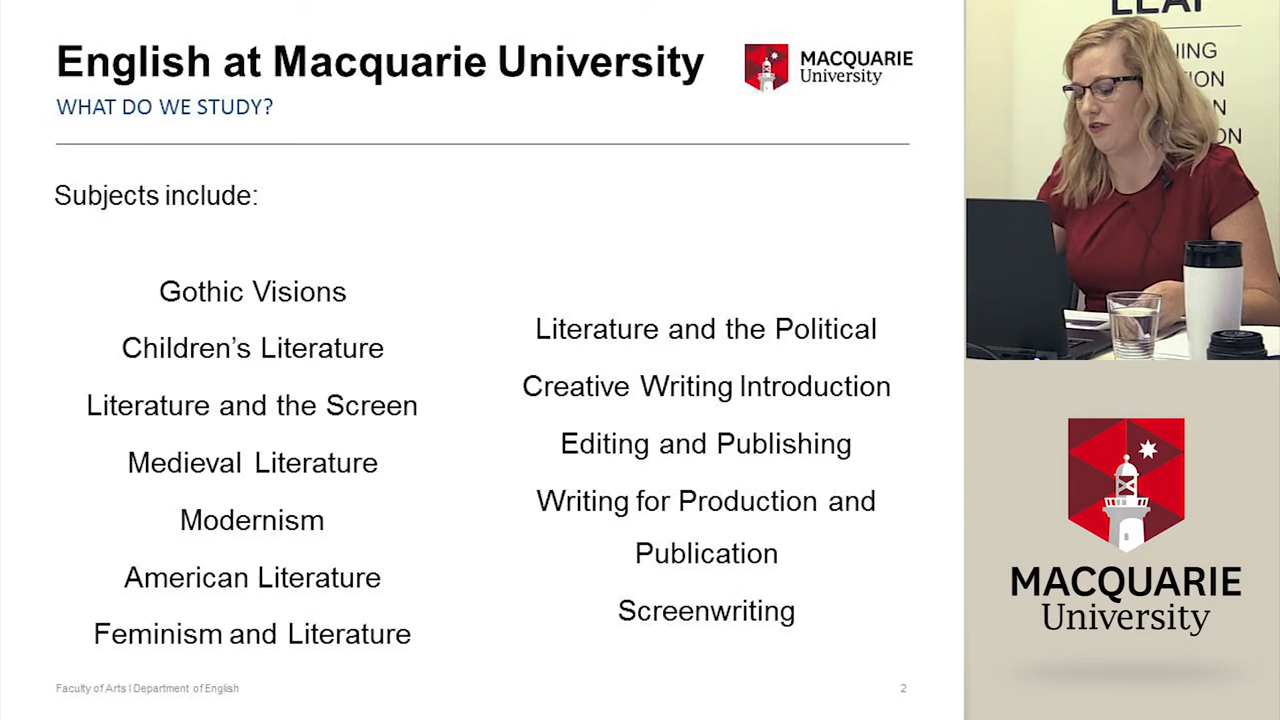 English at Macquarie University
WHAT DO WE STUDY?
MACQUARIE
University
Subjects include:
Gothic Visions
Children's Literature
Literature and the Screen
Medieval Literature
Modernism
American Literature
Feminism and Literature
Literature and the Political
Creative Writing Introduction
Editing and Publishing
Writing for Production and
Publication
Screenwriting
Faculty of Arts I Department of English
2
MACQUARIE
University